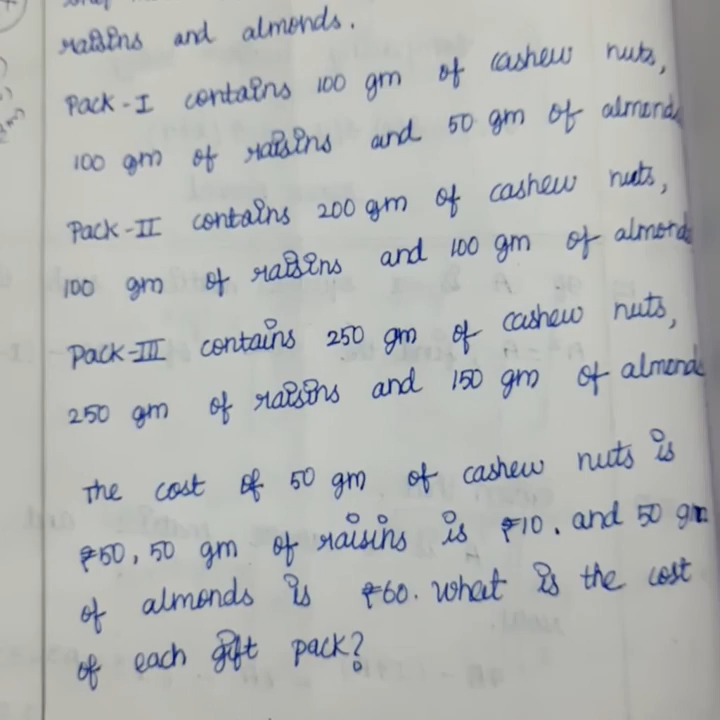 raisins and almonds.
Pack-I contains 100 gm of cashew nuts,
100 gm of raisins and 50 gm of almond
Pack-II contains 200 gm of cashew nuts,
100 gm of raisins and 100 gm of almond
Pack-III contains 250 gm of cashew nuts,
250 gm of raisins and 150 gm of almond
The cost of 50 gm of cashew nuts is
₹50, 50 gm of raisins is ₹10. and 50 gm
of almonds is ₹60. What is the cost
of each gift pack?